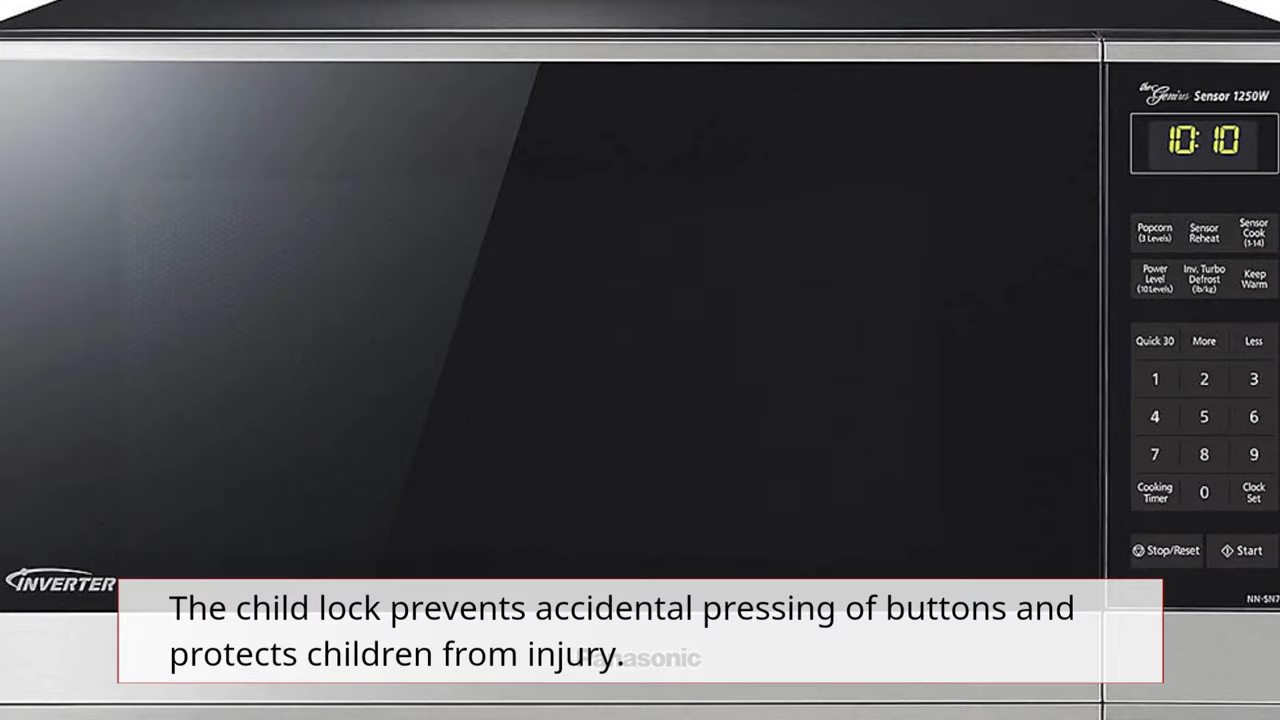 the Genius Sensor 1250W
10:10
Popcorn
(3 Levels)
Sensor
Reheat
Sensor
Cook
(1-14)
Power
Level
(10 Levels)
Inv. Turbo
Defrost
(lb/kg)
Keep
Warm
Quick 30
More
Less
1
2
3
4
5
6
7
8
9
Cooking
Timer
0
Clock
Set
Stop/Reset
Start
NN-SN7
INVERTER
The child lock prevents accidental pressing of buttons and
protects children from injury.
Panasonic